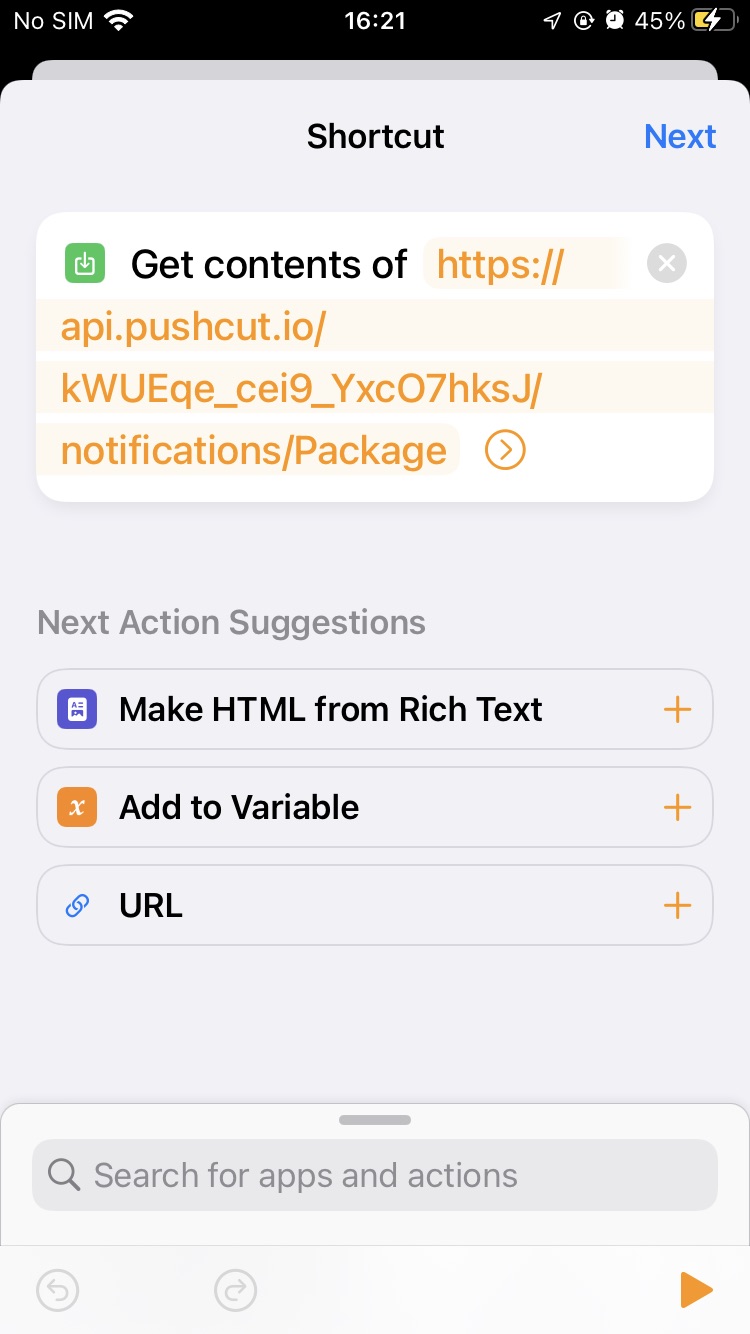 No SIM 16:21 45%
Shortcut Next
Get contents of https://
api.pushcut.io/
kWUEqe_cei9_YxcO7hksJ/
notifications/Package
Next Action Suggestions
Make HTML from Rich Text
Add to Variable
URL
Search for apps and actions